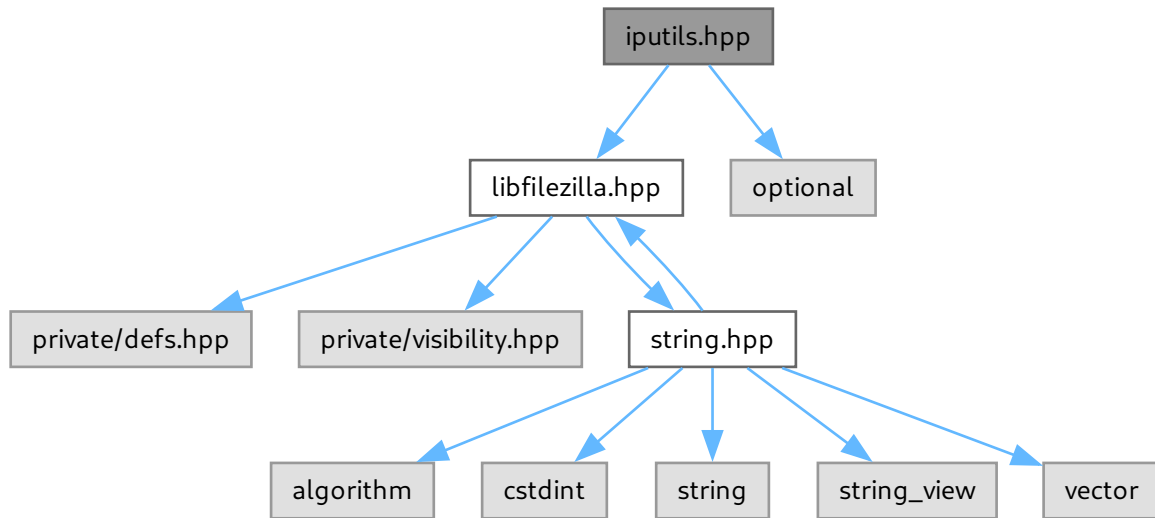 iputils.hpp
libfilezilla.hpp
optional
private/defs.hpp
private/visibility.hpp
string.hpp
algorithm
cstdint
string
string_view
vector